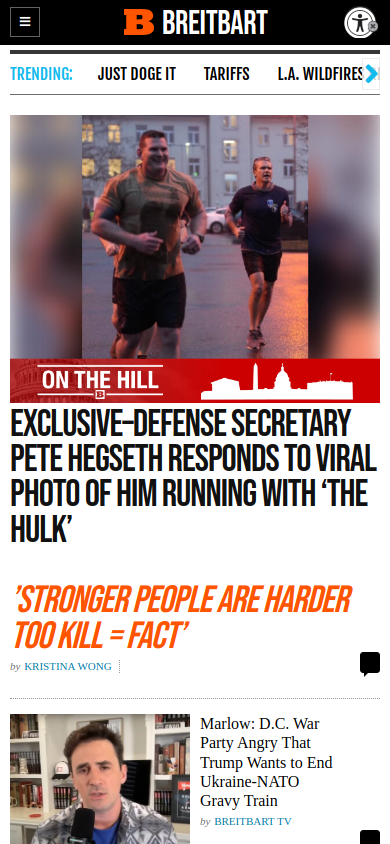 BREITBART
TRENDING: JUST DOGE IT TARIFFS L.A. WILDFIRES
ON THE HILL
EXCLUSIVE–DEFENSE SECRETARY
PETE HEGSETH RESPONDS TO VIRAL
PHOTO OF HIM RUNNING WITH ‘THE
HULK’
’STRONGER PEOPLE ARE HARDER
TOO KILL = FACT’
by KRISTINA WONG
Marlow: D.C. War
Party Angry That
Trump Wants to End
Ukraine-NATO
Gravy Train
by BREITBART TV